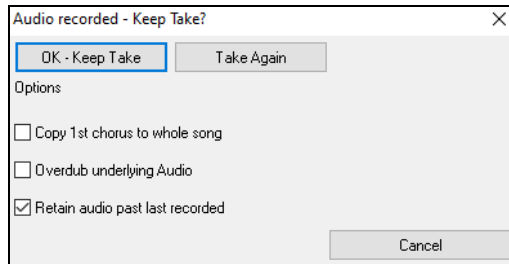 Audio recorded - Keep Take?
OK - Keep Take Take Again
Options
Copy 1st chorus to whole song
Overdub underlying Audio
Retain audio past last recorded
Cancel